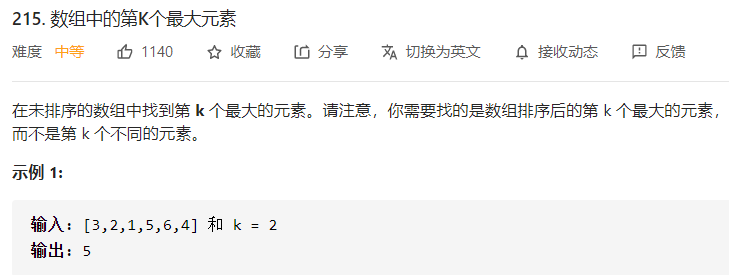 215. 数组中的第K个最大元素
难度 中等 1140 收藏 分享 切换为英文 接收动态 反馈
在未排序的数组中找到第 k 个最大的元素。请注意，你需要找的是数组排序后的第 k 个最大的元素，
而不是第 k 个不同的元素。
示例 1:
输入: [3,2,1,5,6,4] 和 k = 2
输出: 5